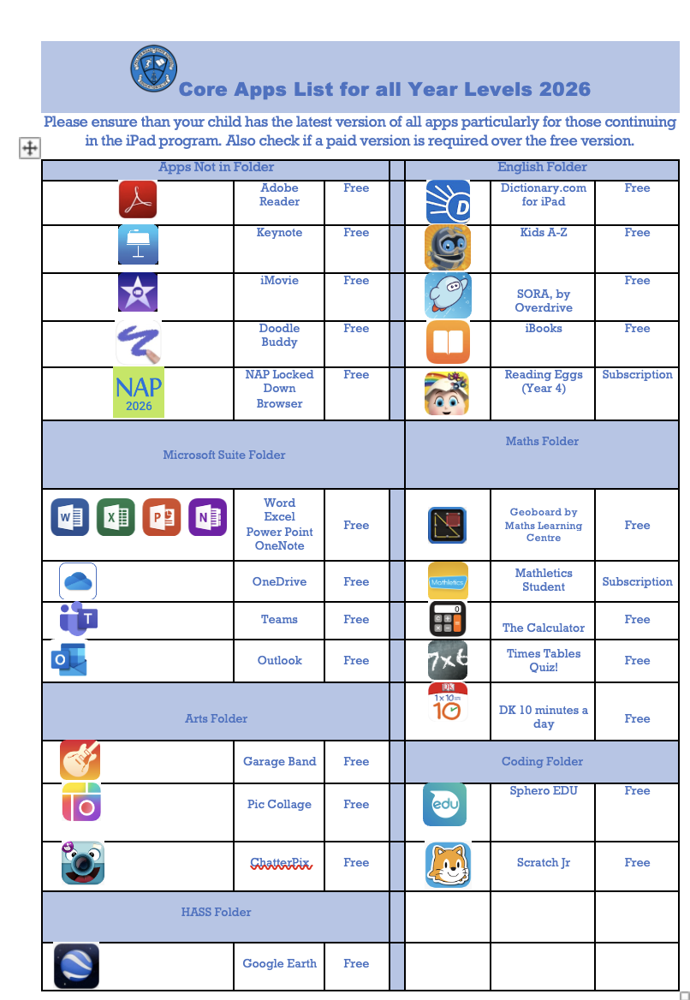 Core Apps List for all Year Levels 2026
Please ensure than your child has the latest version of all apps particularly for those continuing
in the iPad program. Also check if a paid version is required over the free version.
Apps Not in Folder
English Folder
Adobe
Reader
Free
D
Dictionary.com
for iPad
Free
Keynote
Free
Kids A-Z
Free
iMovie
Free
SORA, by
Overdrive
Free
Doodle
Buddy
Free
iBooks
Free
NAP
2026
NAP Locked
Down
Browser
Free
Reading Eggs
(Year 4)
Subscription
Microsoft Suite Folder
Maths Folder
W X P N
Word
Excel
Power Point
OneNote
Free
Geoboard by
Maths Learning
Centre
Free
OneDrive
Free
Mathletics
Mathletics
Student
Subscription
T
Teams
Free
0
The Calculator
Free
O
Outlook
Free
7x6
Times Tables
Quiz!
Free
Arts Folder
DK
1 x 10 =
10
DK 10 minutes a
day
Free
Garage Band
Free
Coding Folder
Pic Collage
Free
edu
Sphero EDU
Free
ChatterPix
Free
Scratch Jr
Free
HASS Folder
Google Earth
Free